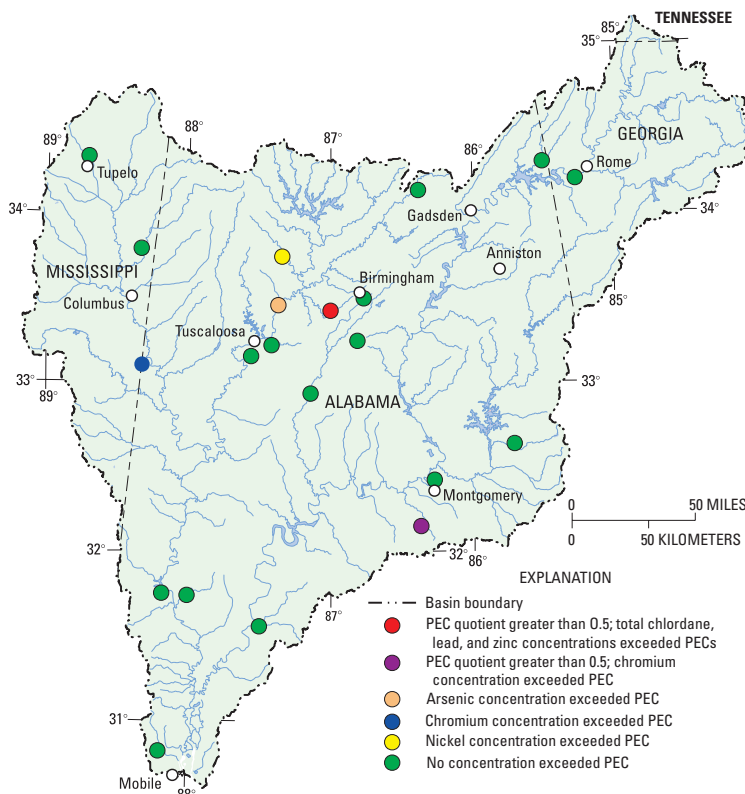 TENNESSEE
85°
35°
GEORGIA
88°
87°
89°
86°
Rome
Tupelo
34°
Gadsden
34°
Anniston
MISSISSIPPI
Birmingham
Columbus
85°
Tuscaloosa
33°
89°
ALABAMA
33°
Montgomery
0 50 MILES
0 50 KILOMETERS
32°
32° 86°
87°
31°
31°
Mobile
88°
EXPLANATION
Basin boundary
PEC quotient greater than 0.5; total chlordane,
lead, and zinc concentrations exceeded PECs
PEC quotient greater than 0.5; chromium
concentration exceeded PEC
Arsenic concentration exceeded PEC
Chromium concentration exceeded PEC
Nickel concentration exceeded PEC
No concentration exceeded PEC